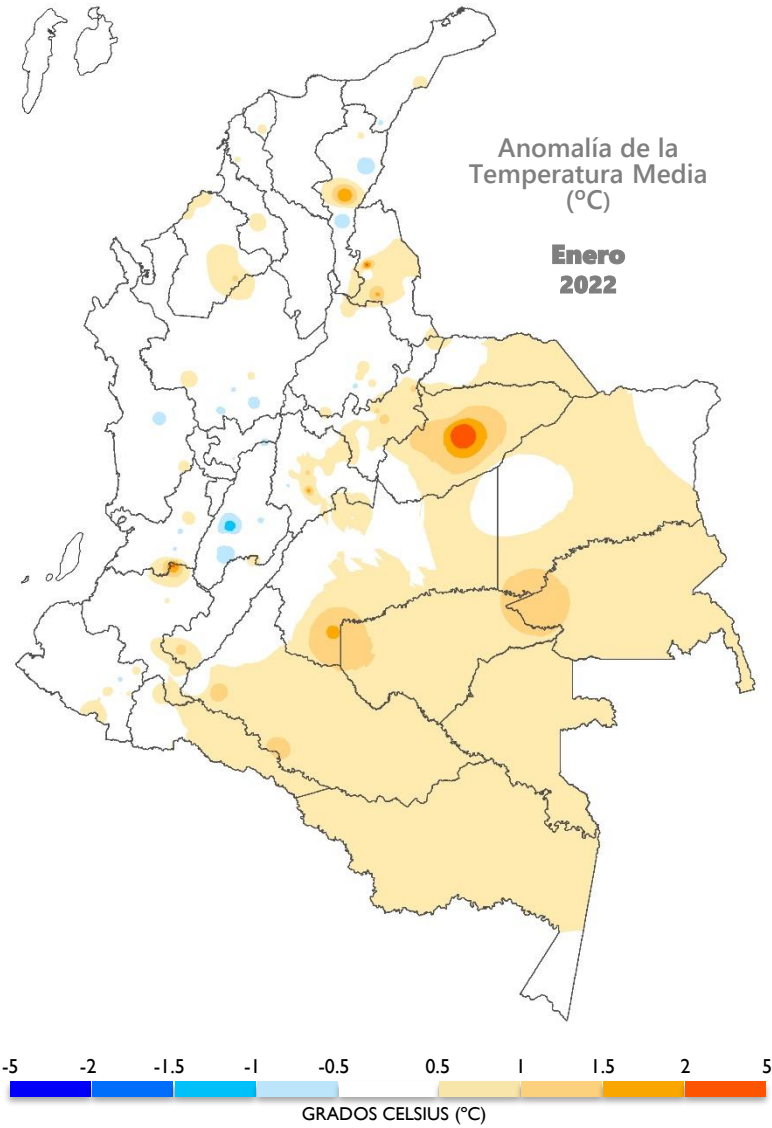 Anomalía de la
Temperatura Media
(ºC)
Enero
2022
-5 -2 -1.5 -1 -0.5 0.5 1 1.5 2 5
GRADOS CELSIUS (ºC)